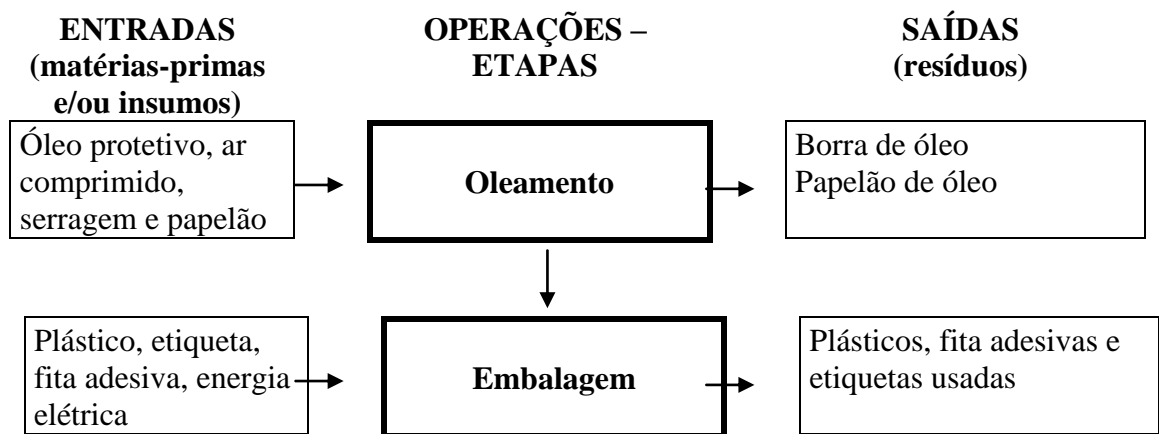 ENTRADAS
(matérias-primas
e/ou insumos)
OPERAÇÕES –
ETAPAS
SAÍDAS
(resíduos)
Óleo protetivo, ar
comprimido,
serragem e papelão
Oleamento
Borra de óleo
Papelão de óleo
Plástico, etiqueta,
fita adesiva, energia
elétrica
Embalagem
Plásticos, fita adesivas e
etiquetas usadas